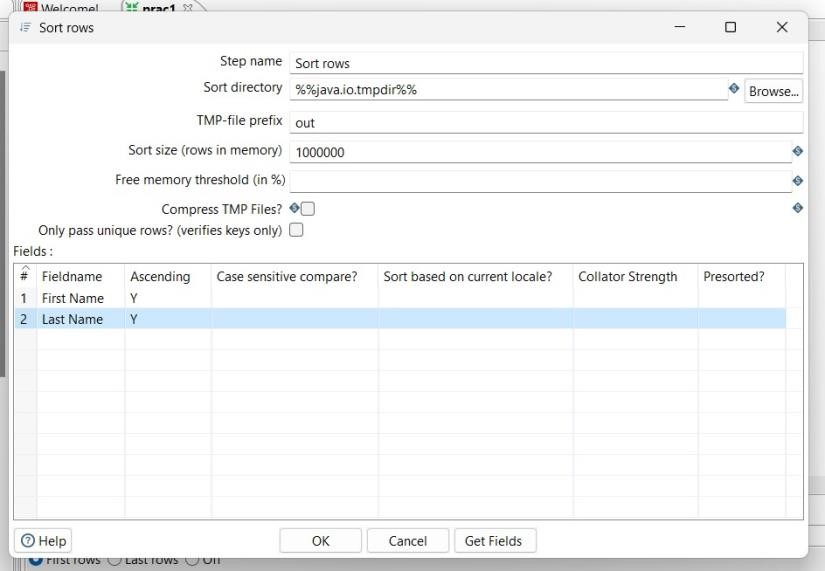 Welcome! prac1
Sort rows
Step name Sort rows
Sort directory %%java.io.tmpdir%% Browse...
TMP-file prefix out
Sort size (rows in memory) 1000000
Free memory threshold (in %)
Compress TMP Files?
Only pass unique rows? (verifies keys only)
Fields :
# Fieldname Ascending Case sensitive compare? Sort based on current locale? Collator Strength Presorted?
1 First Name Y
2 Last Name Y
Help OK Cancel Get Fields
First rows Last rows Off